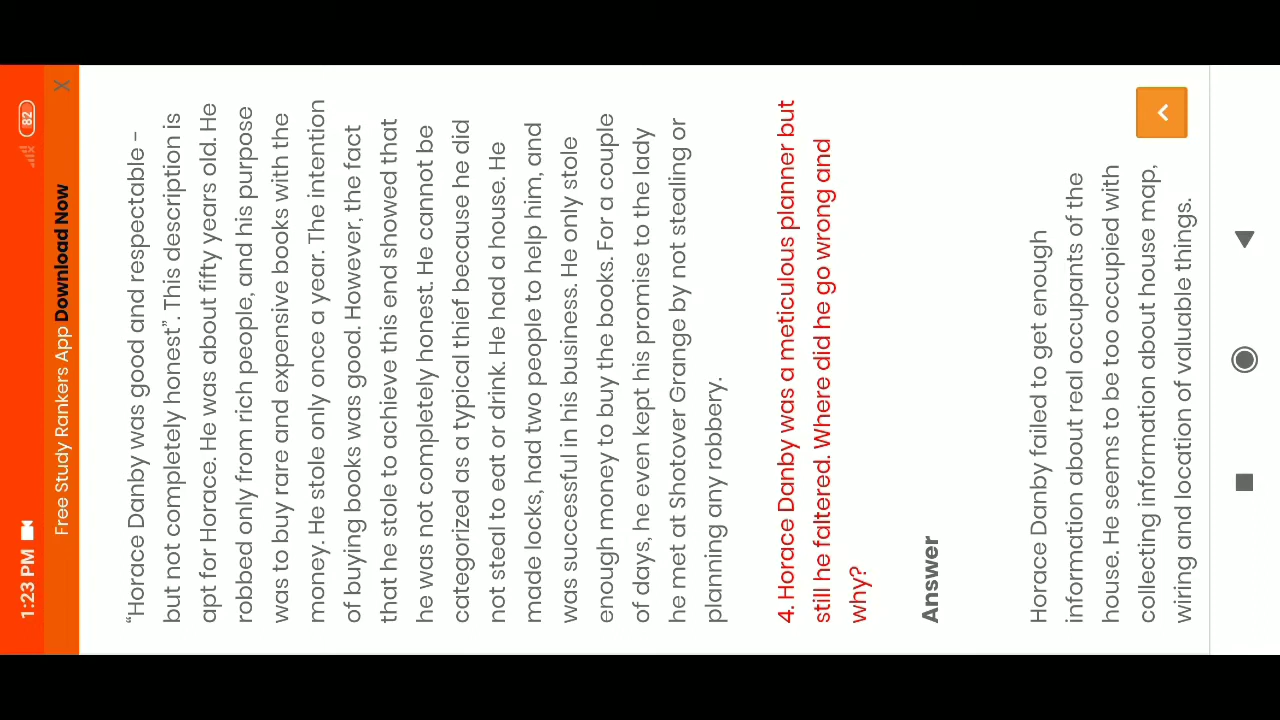 1:23 PM 82
Free Study Rankers App Download Now X
“Horace Danby was good and respectable –
but not completely honest”. This description is
apt for Horace. He was about fifty years old. He
robbed only from rich people, and his purpose
was to buy rare and expensive books with the
money. He stole only once a year. The intention
of buying books was good. However, the fact
that he stole to achieve this end showed that
he was not completely honest. He cannot be
categorized as a typical thief because he did
not steal to eat or drink. He had a house. He
made locks, had two people to help him, and
was successful in his business. He only stole
enough money to buy the books. For a couple
of days, he even kept his promise to the lady
he met at Shotover Grange by not stealing or
planning any robbery.
4. Horace Danby was a meticulous planner but
still he faltered. Where did he go wrong and
why?
Answer
Horace Danby failed to get enough
information about real occupants of the
house. He seems to be too occupied with
collecting information about house map,
wiring and location of valuable things.